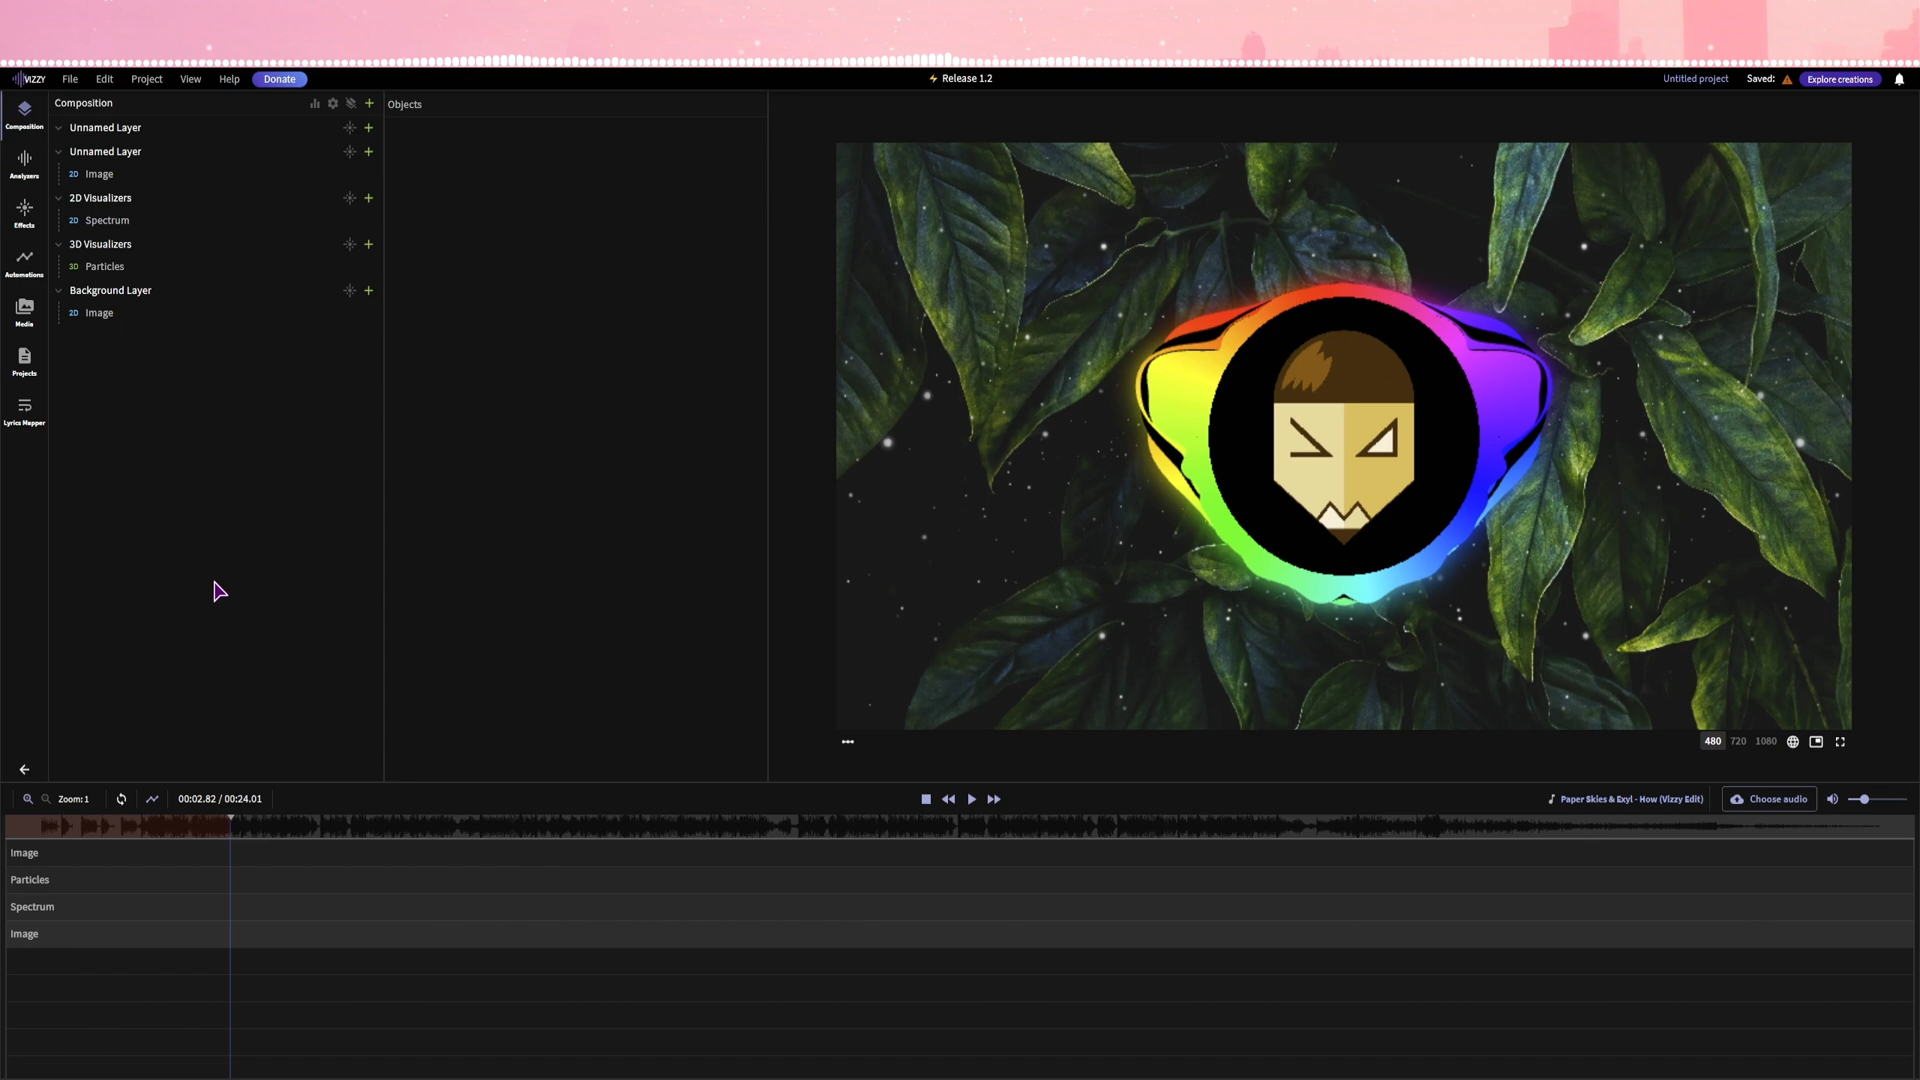 VIZZY File Edit Project View Help Donate Release 1.2 Untitled project Saved: Explore creations
Composition
Analyzers
Effects
Automations
Media
Projects
Lyrics Mapper
Composition
Unnamed Layer
Unnamed Layer
2D Image
2D Visualizers
2D Spectrum
3D Visualizers
3D Particles
Background Layer
2D Image
Objects
480 720 1080
Zoom: 1 00:02.82 / 00:24.01 Paper Skies & Exyl - How (Vizzy Edit) Choose audio
Image
Particles
Spectrum
Image